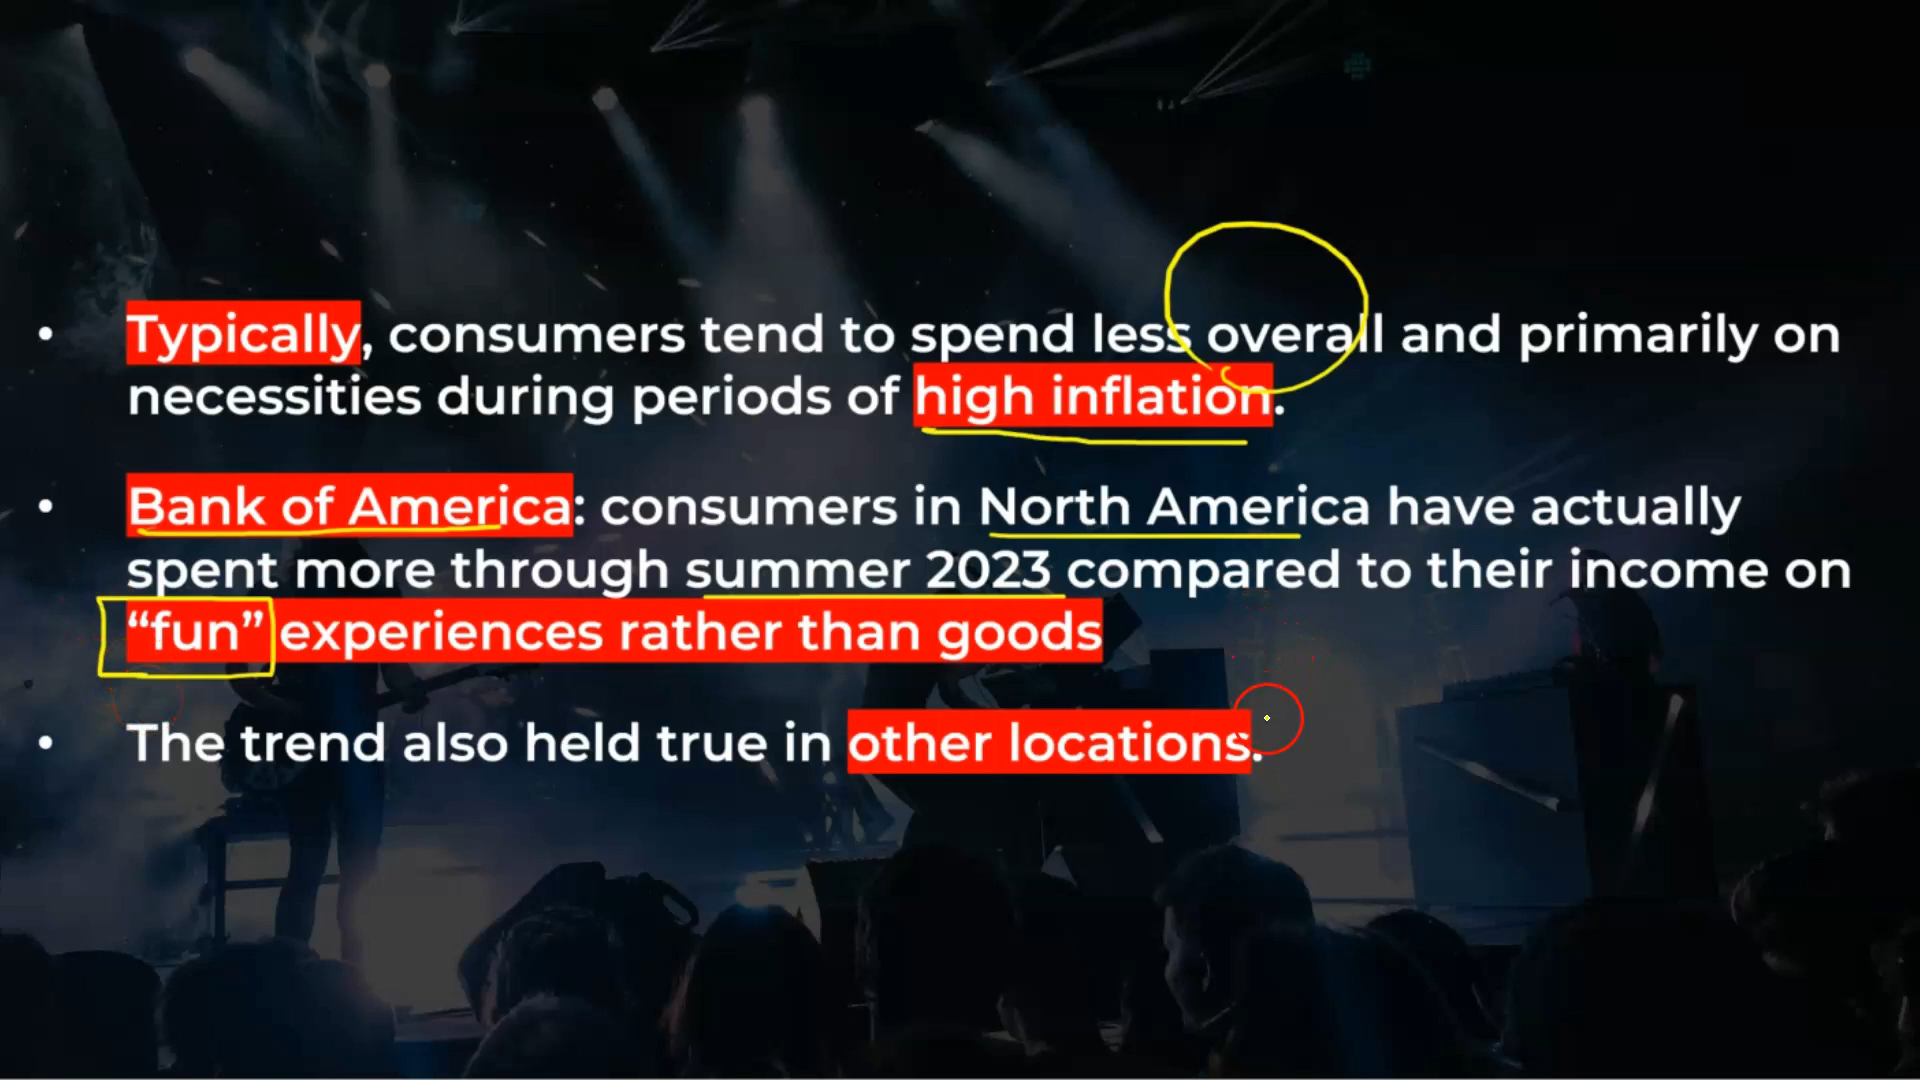 • Typically, consumers tend to spend less overall and primarily on
necessities during periods of high inflation.
• Bank of America: consumers in North America have actually
spent more through summer 2023 compared to their income on
“fun” experiences rather than goods
• The trend also held true in other locations.